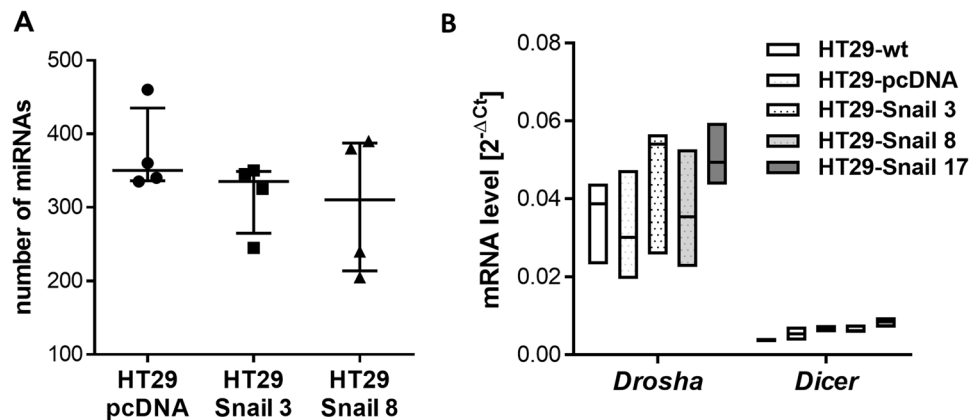 A
number of miRNAs
500
400
300
200
100
HT29
pcDNA
HT29
Snail 3
HT29
Snail 8
B
mRNA level [2^-ΔCt]
0.08
0.06
0.04
0.02
0.00
Drosha
Dicer
HT29-wt
HT29-pcDNA
HT29-Snail 3
HT29-Snail 8
HT29-Snail 17